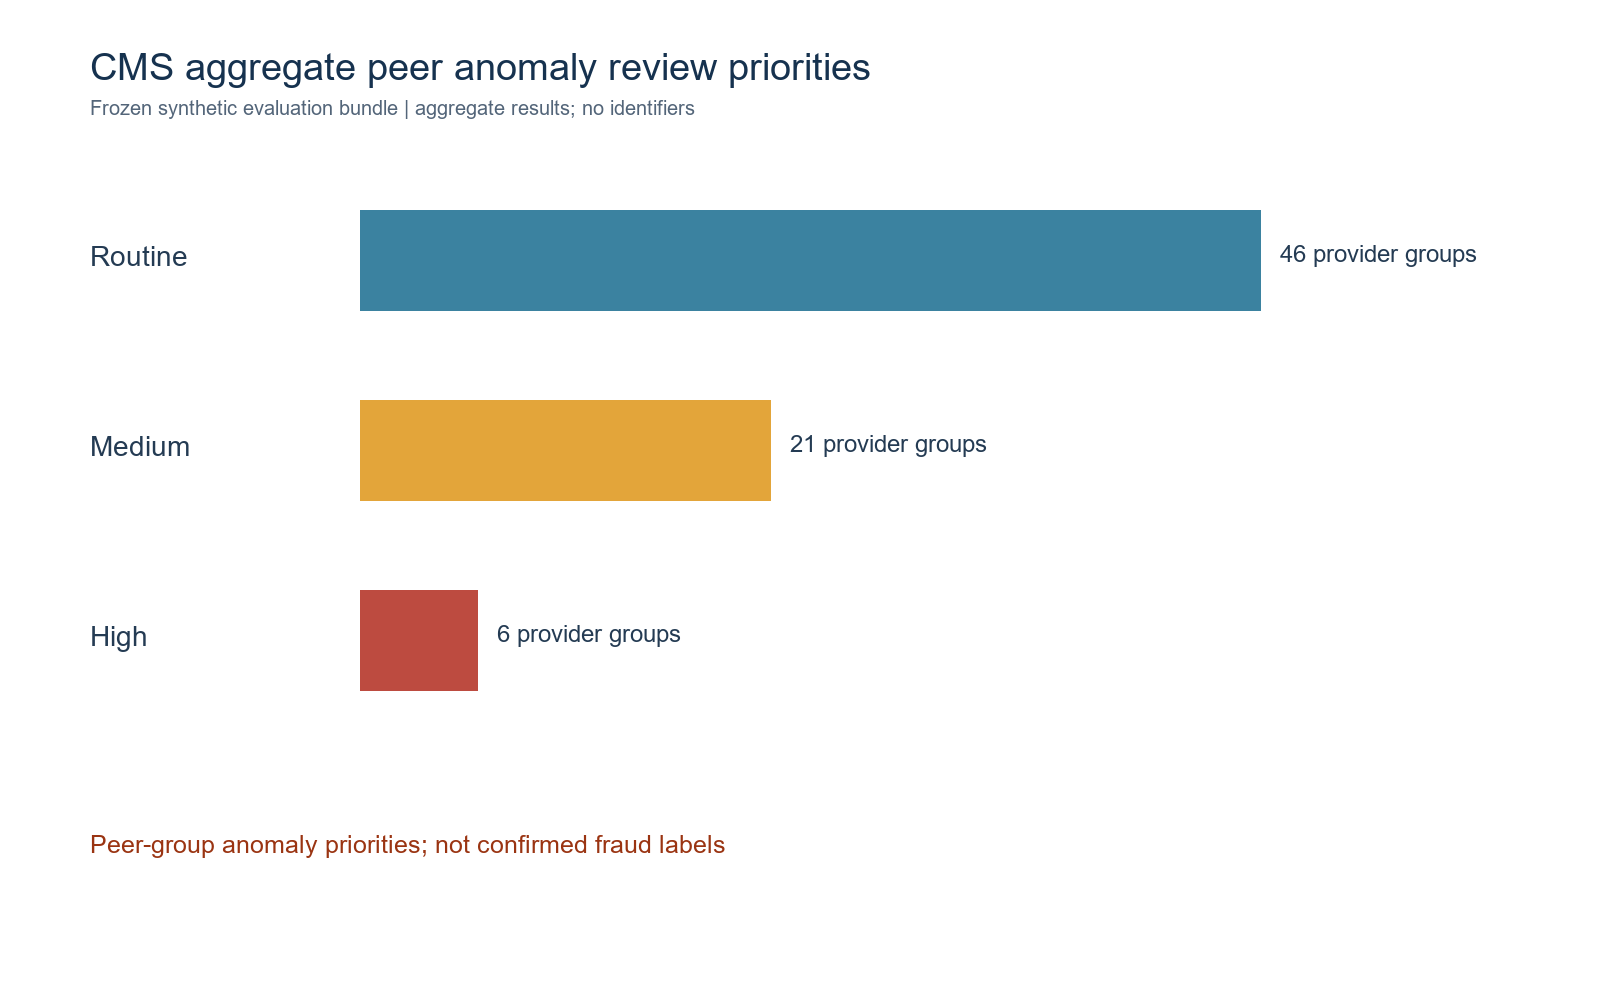 CMS aggregate peer anomaly review priorities
Frozen synthetic evaluation bundle | aggregate results; no identifiers
Routine
46 provider groups
Medium
21 provider groups
High
6 provider groups
Peer-group anomaly priorities; not confirmed fraud labels